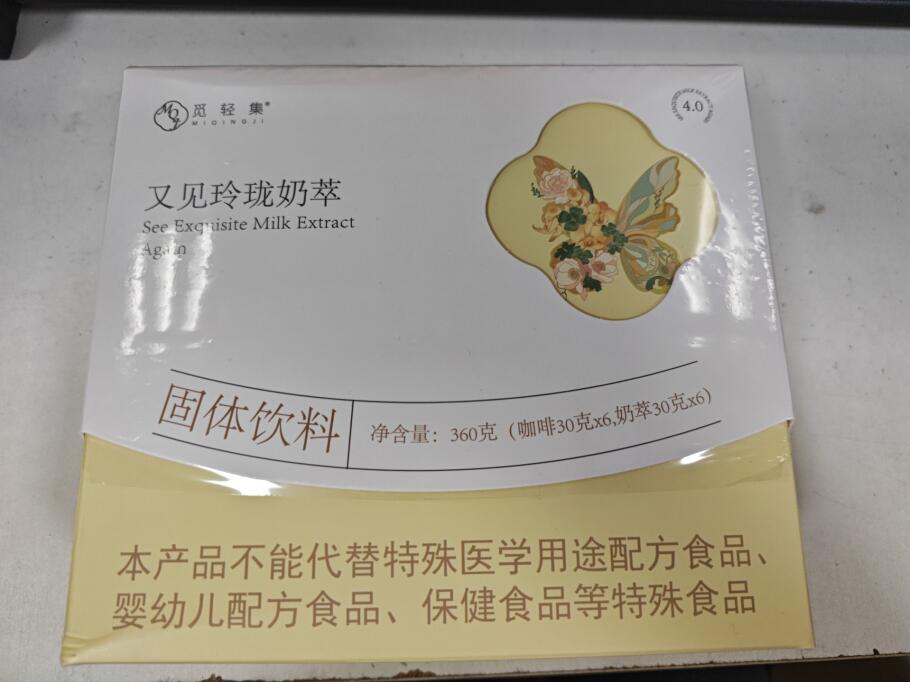 觅轻集®
MIQINGJI
4.0
又见玲珑奶萃
See Exquisite Milk Extract
Again
固体饮料
净含量：360克（咖啡30克x6,奶萃30克x6）
本产品不能代替特殊医学用途配方食品、
婴幼儿配方食品、保健食品等特殊食品